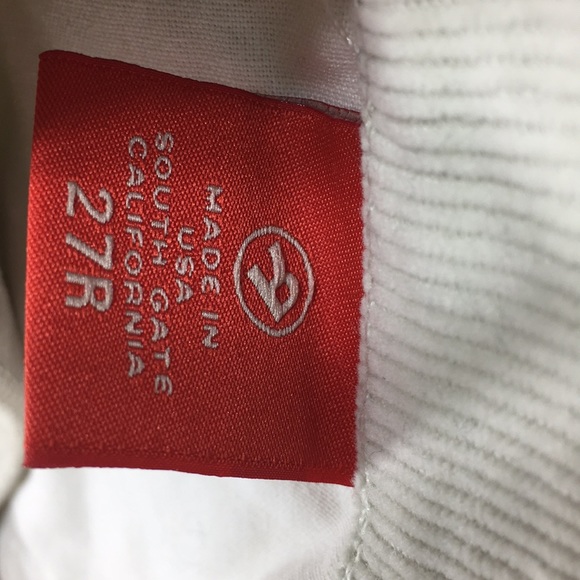 MADE IN
USA
SOUTH GATE
CALIFORNIA
27R